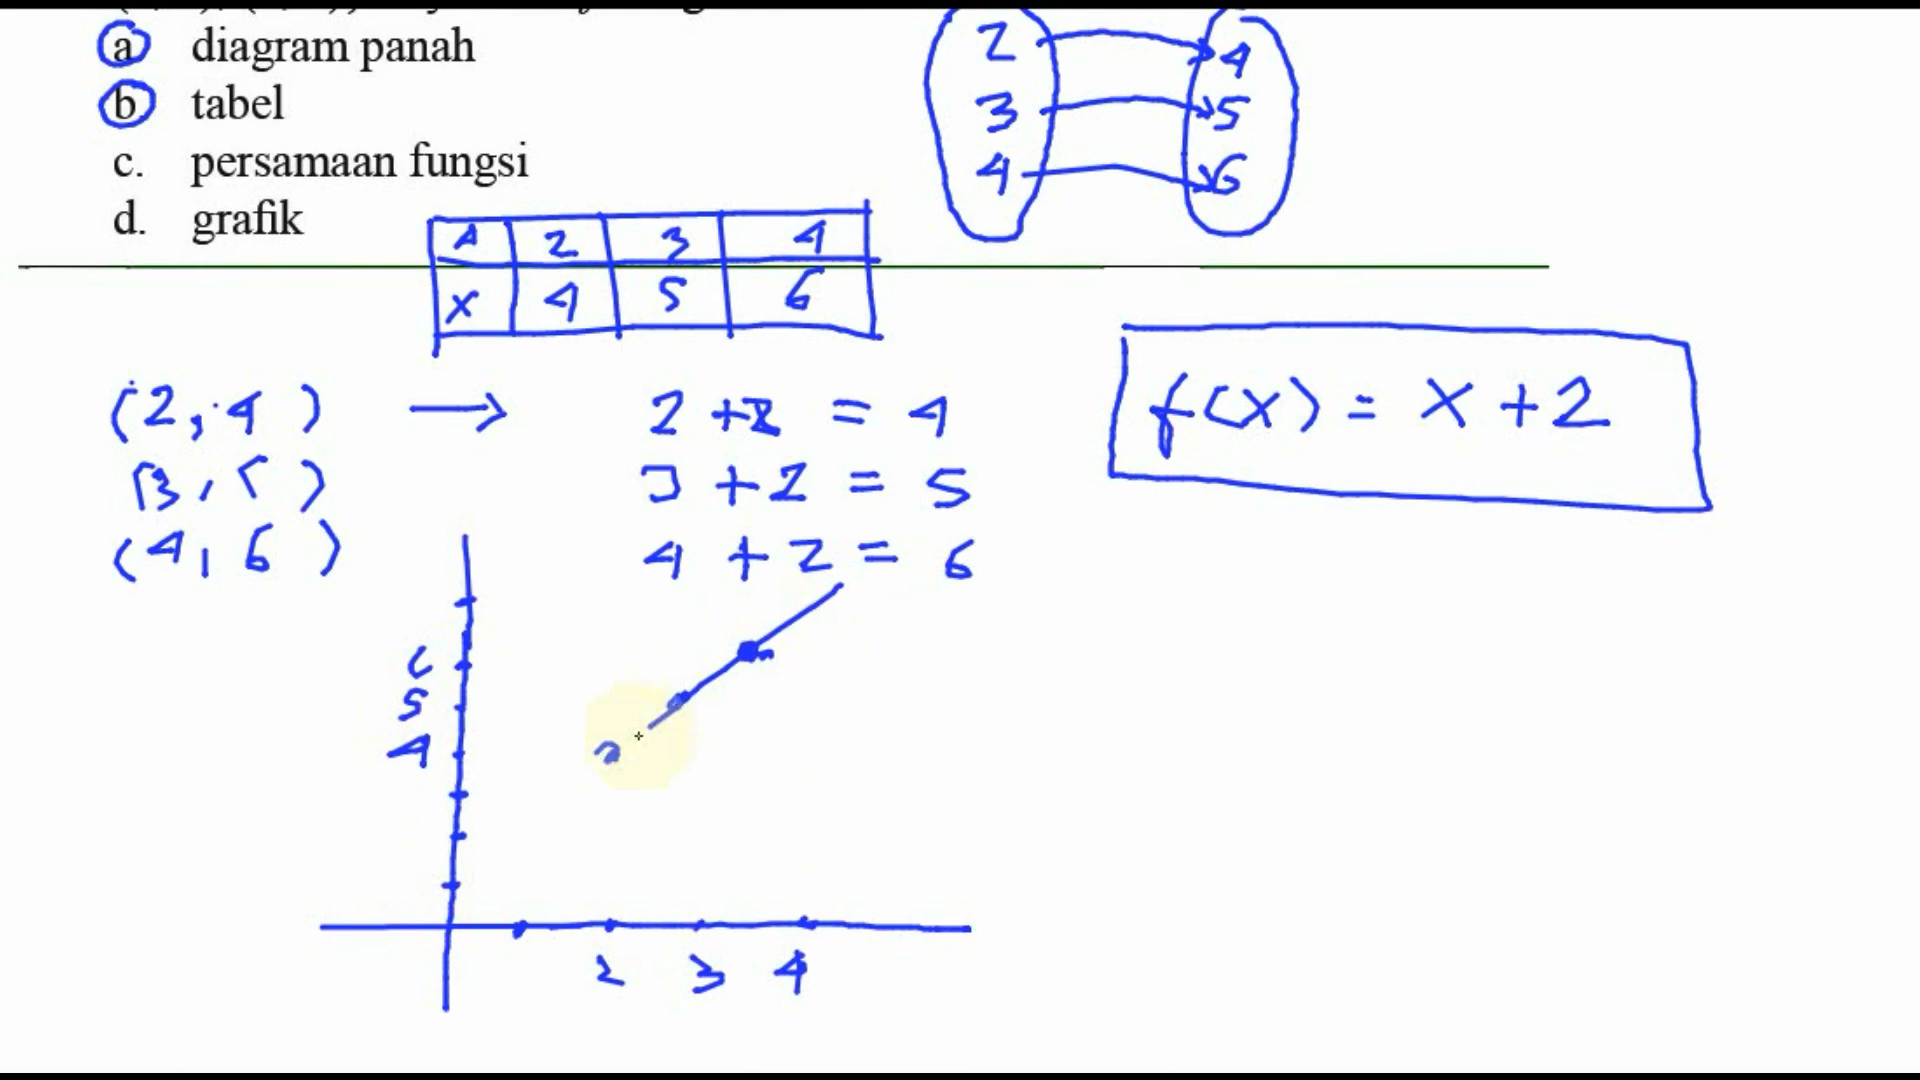 a diagram panah
b tabel
c. persamaan fungsi
d. grafik
2 4
3 5
4 6
A 2 3 4
X 4 5 6
(2, 4) → 2 + 2 = 4
(3, 5) 3 + 2 = 5
(4, 6) 4 + 2 = 6
f(x) = x + 2
6
5
4
2 3 4